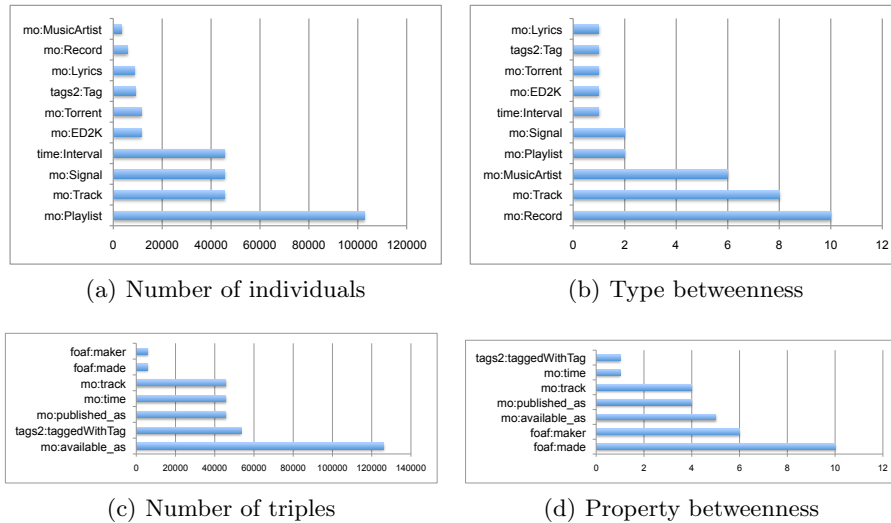 mo:MusicArtist
mo:Record
mo:Lyrics
tags2:Tag
mo:Torrent
mo:ED2K
time:Interval
mo:Signal
mo:Track
mo:Playlist
0 20000 40000 60000 80000 100000 120000
(a) Number of individuals
mo:Lyrics
tags2:Tag
mo:Torrent
mo:ED2K
time:Interval
mo:Signal
mo:Playlist
mo:MusicArtist
mo:Track
mo:Record
0 2 4 6 8 10 12
(b) Type betweenness
foaf:maker
foaf:made
mo:track
mo:time
mo:published_as
tags2:taggedWithTag
mo:available_as
0 20000 40000 60000 80000 100000 120000 140000
(c) Number of triples
tags2:taggedWithTag
mo:time
mo:track
mo:published_as
mo:available_as
foaf:maker
foaf:made
0 2 4 6 8 10 12
(d) Property betweenness